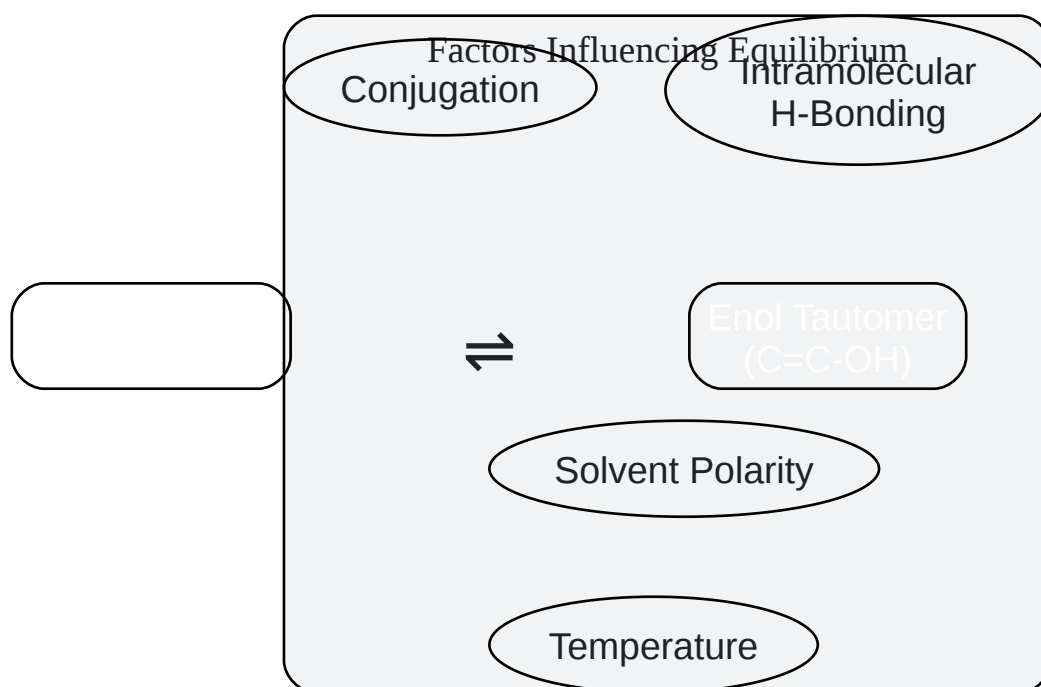 Factors Influencing Equilibrium
Conjugation
Intramolecular
H-Bonding
⇌
Enol Tautomer
(C=C-OH)
Solvent Polarity
Temperature